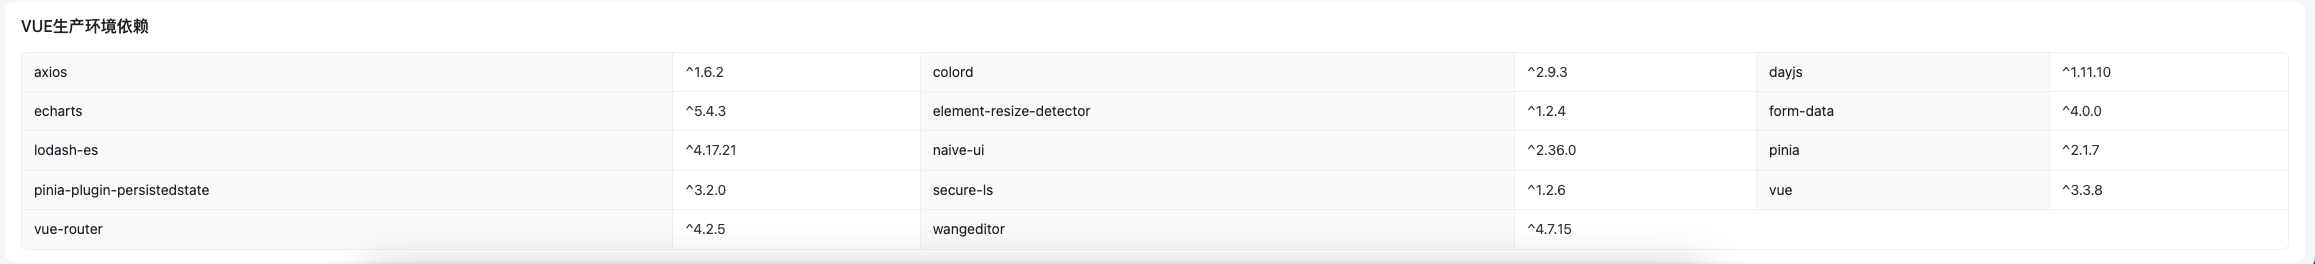 VUE生产环境依赖
axios ^1.6.2 colord ^2.9.3 dayjs ^1.11.10
echarts ^5.4.3 element-resize-detector ^1.2.4 form-data ^4.0.0
lodash-es ^4.17.21 naive-ui ^2.36.0 pinia ^2.1.7
pinia-plugin-persistedstate ^3.2.0 secure-ls ^1.2.6 vue ^3.3.8
vue-router ^4.2.5 wangeditor ^4.7.15